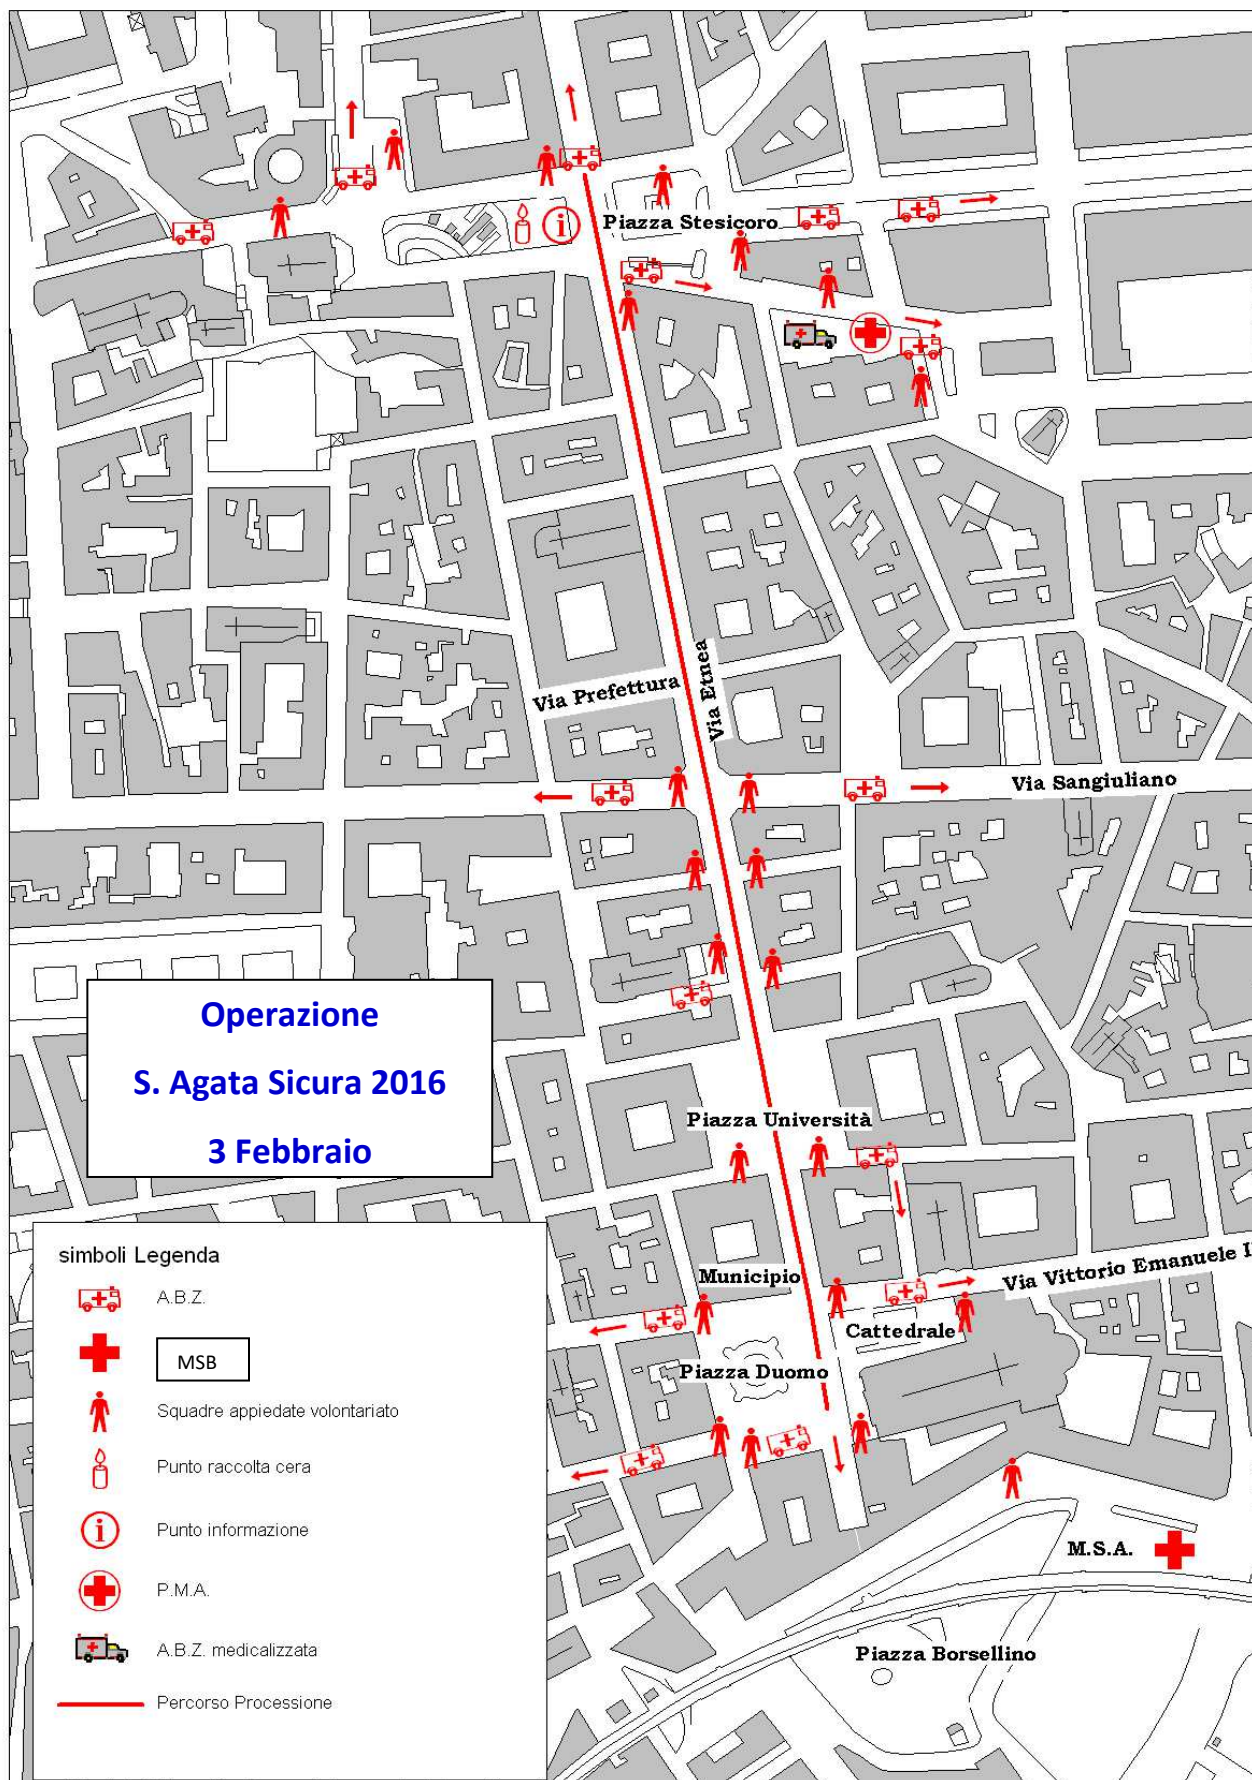 Piazza Stesicoro
Via Etnea
Via Prefettura
Via Sangiuliano
Operazione
S. Agata Sicura 2016
3 Febbraio
Piazza Università
Via Vittorio Emanuele II
Municipio
Cattedrale
Piazza Duomo
M.S.A.
Piazza Borsellino
simboli Legenda
A.B.Z.
MSB
Squadre appiedate volontariato
Punto raccolta cera
i Punto informazione
P.M.A.
A.B.Z. medicalizzata
Percorso Processione